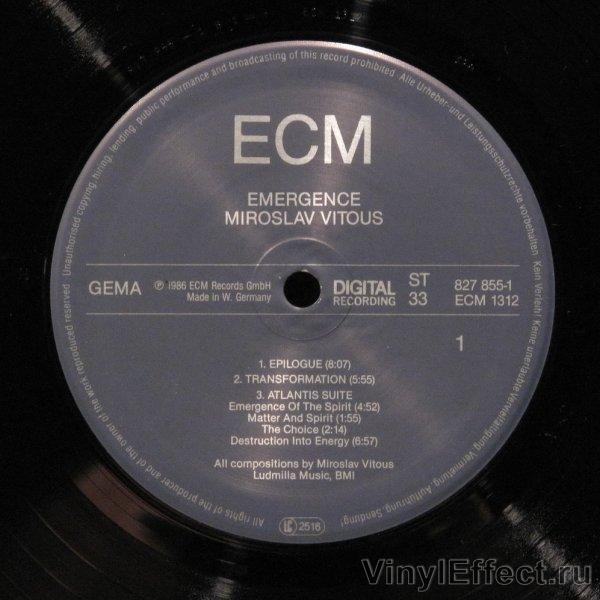 Unauthorised copying, hiring, lending, public performance and broadcasting of this record prohibited Alle Urheber- und Leistungsschutzrechte vorbehalten Kein Verleih! Keine unerlaubte Vervielfältigung Vermietung Aufführung Sendung!
All rights of the producer and of the owner of the work reproduced reserved
ECM
EMERGENCE
MIROSLAV VITOUS
GEMA
℗ 1986 ECM Records GmbH
Made in W. Germany
DIGITAL
RECORDING
ST
33
827 855-1
ECM 1312
1
1. EPILOGUE (8:07)
2. TRANSFORMATION (5:55)
3. ATLANTIS SUITE
Emergence Of The Spirit (4:52)
Matter And Spirit (1:55)
The Choice (2:14)
Destruction Into Energy (6:57)
All compositions by Miroslav Vitous
Ludmilla Music, BMI
LC 2516
VinylEffect.ru